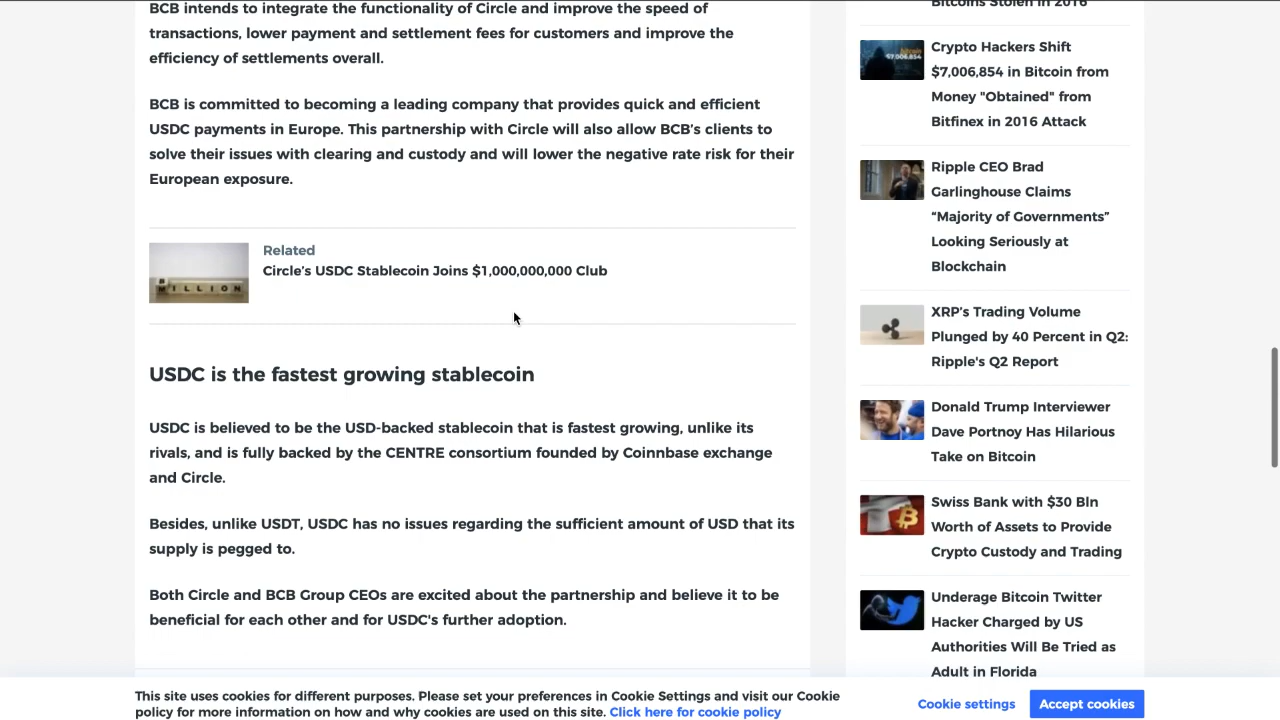 BCB intends to integrate the functionality of Circle and improve the speed of
transactions, lower payment and settlement fees for customers and improve the
efficiency of settlements overall.
BCB is committed to becoming a leading company that provides quick and efficient
USDC payments in Europe. This partnership with Circle will also allow BCB’s clients to
solve their issues with clearing and custody and will lower the negative rate risk for their
European exposure.
BMILLION
Related
Circle’s USDC Stablecoin Joins $1,000,000,000 Club
USDC is the fastest growing stablecoin
USDC is believed to be the USD-backed stablecoin that is fastest growing, unlike its
rivals, and is fully backed by the CENTRE consortium founded by Coinnbase exchange
and Circle.
Besides, unlike USDT, USDC has no issues regarding the sufficient amount of USD that its
supply is pegged to.
Both Circle and BCB Group CEOs are excited about the partnership and believe it to be
beneficial for each other and for USDC's further adoption.
Bitcoins Stolen in 2016
Crypto Hackers Shift
$7,006,854 in Bitcoin from
Money "Obtained" from
Bitfinex in 2016 Attack
Ripple CEO Brad
Garlinghouse Claims
“Majority of Governments”
Looking Seriously at
Blockchain
XRP’s Trading Volume
Plunged by 40 Percent in Q2:
Ripple's Q2 Report
Donald Trump Interviewer
Dave Portnoy Has Hilarious
Take on Bitcoin
Swiss Bank with $30 Bln
Worth of Assets to Provide
Crypto Custody and Trading
Underage Bitcoin Twitter
Hacker Charged by US
Authorities Will Be Tried as
Adult in Florida
This site uses cookies for different purposes. Please set your preferences in Cookie Settings and visit our Cookie
policy for more information on how and why cookies are used on this site. Click here for cookie policy
Cookie settings
Accept cookies